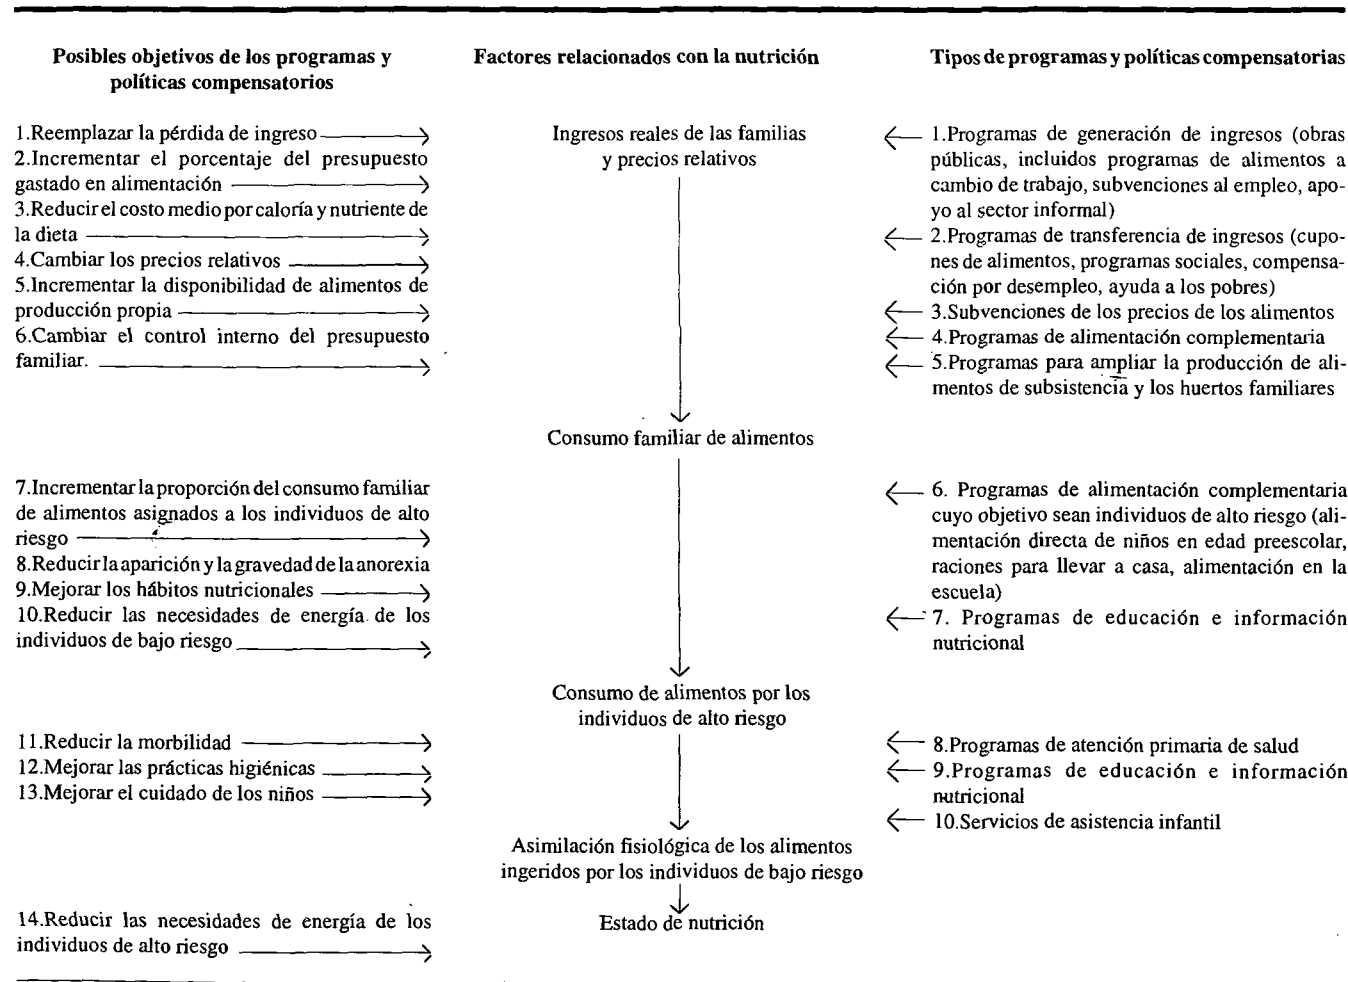 Posibles objetivos de los programas y
políticas compensatorios
1.Reemplazar la pérdida de ingreso
2.Incrementar el porcentaje del presupuesto
gastado en alimentación
3.Reducir el costo medio por caloría y nutriente de
la dieta
4.Cambiar los precios relativos
5.Incrementar la disponibilidad de alimentos de
producción propia
6.Cambiar el control interno del presupuesto
familiar.
7.Incrementar la proporción del consumo familiar
de alimentos asignados a los individuos de alto
riesgo
8.Reducir la aparición y la gravedad de la anorexia
9.Mejorar los hábitos nutricionales
10.Reducir las necesidades de energía de los
individuos de bajo riesgo
11.Reducir la morbilidad
12.Mejorar las prácticas higiénicas
13.Mejorar el cuidado de los niños
14.Reducir las necesidades de energía de los
individuos de alto riesgo
Factores relacionados con la nutrición
Ingresos reales de las familias
y precios relativos
Consumo familiar de alimentos
Consumo de alimentos por los
individuos de alto riesgo
Asimilación fisiológica de los alimentos
ingeridos por los individuos de bajo riesgo
Estado de nutrición
Tipos de programas y políticas compensatorias
1.Programas de generación de ingresos (obras
públicas, incluidos programas de alimentos a
cambio de trabajo, subvenciones al empleo, apo-
yo al sector informal)
2.Programas de transferencia de ingresos (cupo-
nes de alimentos, programas sociales, compensa-
ción por desempleo, ayuda a los pobres)
3.Subvenciones de los precios de los alimentos
4.Programas de alimentación complementaria
5.Programas para ampliar la producción de ali-
mentos de subsistencia y los huertos familiares
6. Programas de alimentación complementaria
cuyo objetivo sean individuos de alto riesgo (ali-
mentación directa de niños en edad preescolar,
raciones para llevar a casa, alimentación en la
escuela)
7. Programas de educación e información
nutricional
8.Programas de atención primaria de salud
9.Programas de educación e información
nutricional
10.Servicios de asistencia infantil